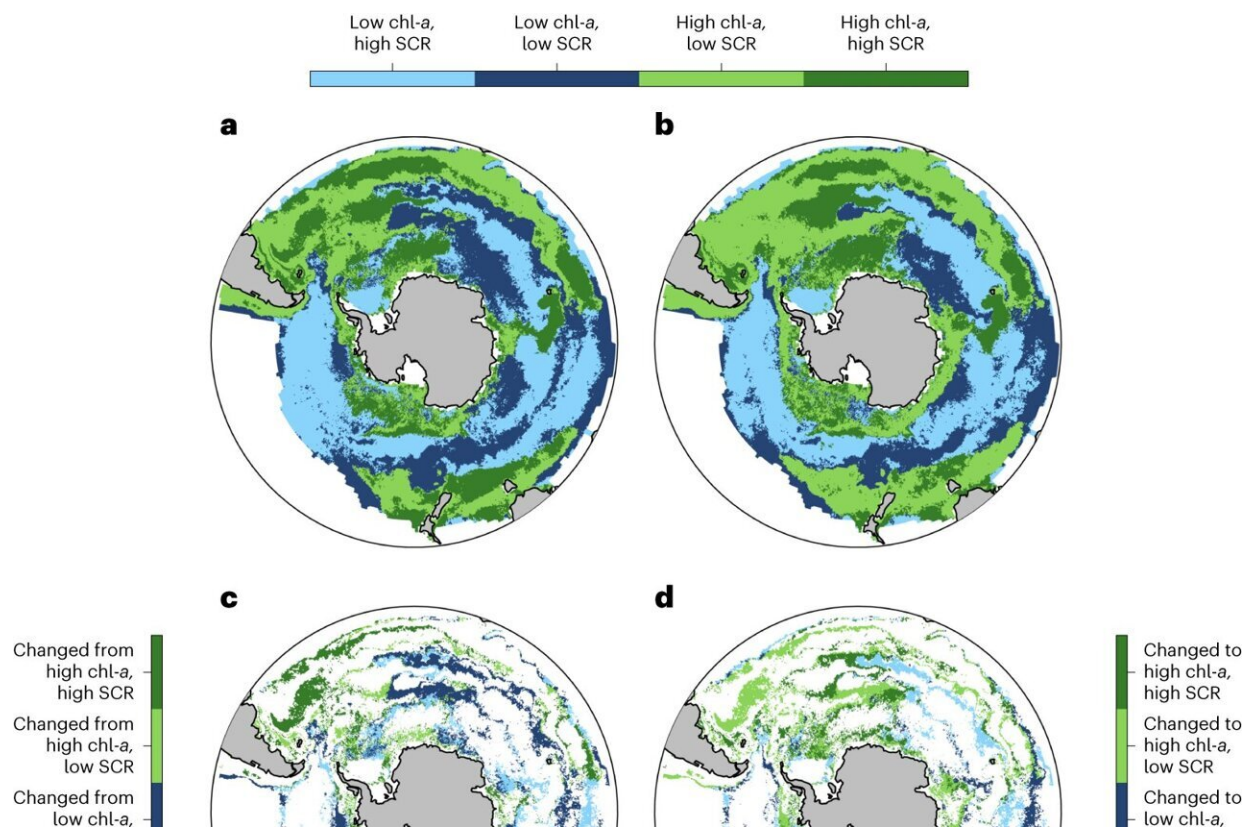 Low chl-a,
high SCR
Low chl-a,
low SCR
High chl-a,
low SCR
High chl-a,
high SCR
a
b
c
d
Changed from
high chl-a,
high SCR
Changed from
high chl-a,
low SCR
Changed from
low chl-a,
Changed to
high chl-a,
high SCR
Changed to
high chl-a,
low SCR
Changed to
low chl-a,